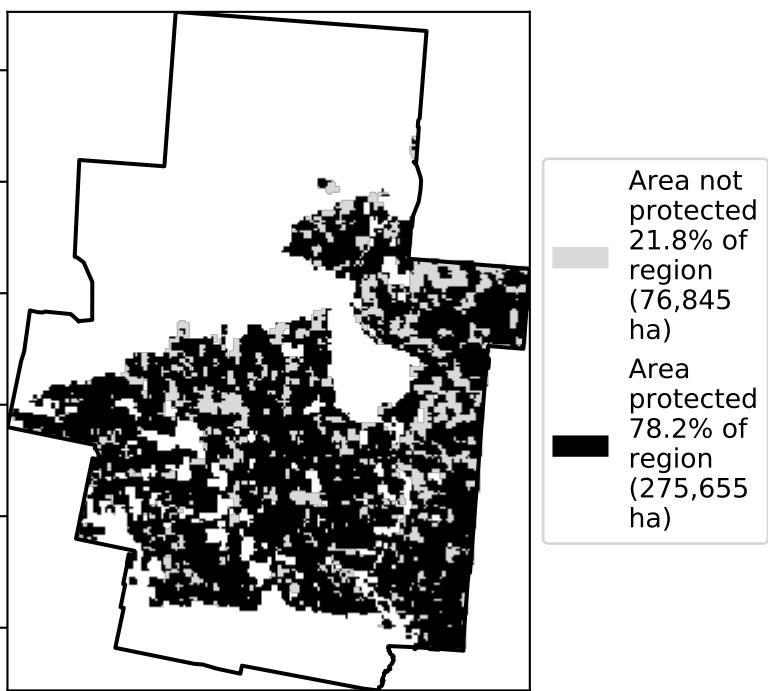 Area not
protected
21.8% of
region
(76,845
ha)
Area
protected
78.2% of
region
(275,655
ha)